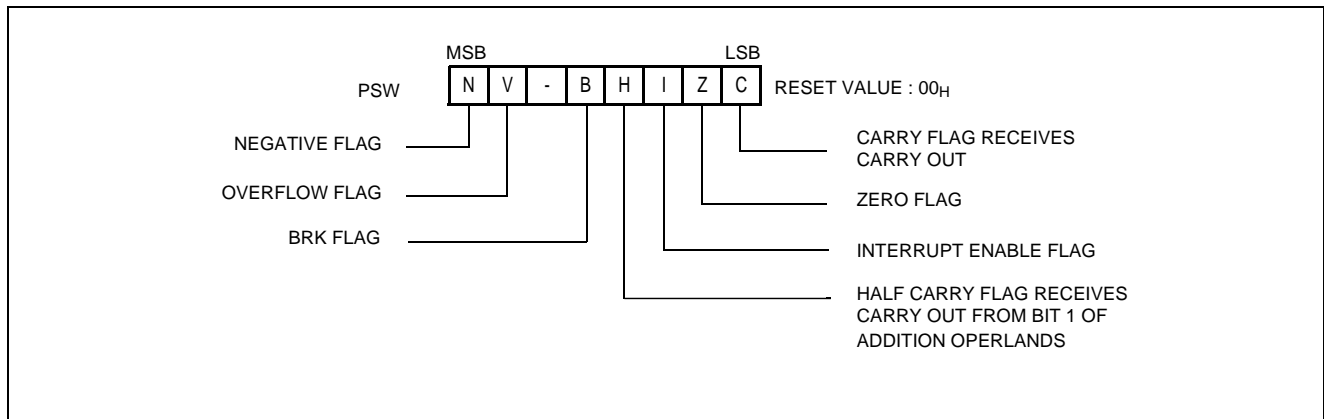 MSB LSB
PSW N V - B H I Z C RESET VALUE : 00H
NEGATIVE FLAG
OVERFLOW FLAG
BRK FLAG
CARRY FLAG RECEIVES
CARRY OUT
ZERO FLAG
INTERRUPT ENABLE FLAG
HALF CARRY FLAG RECEIVES
CARRY OUT FROM BIT 1 OF
ADDITION OPERLANDS